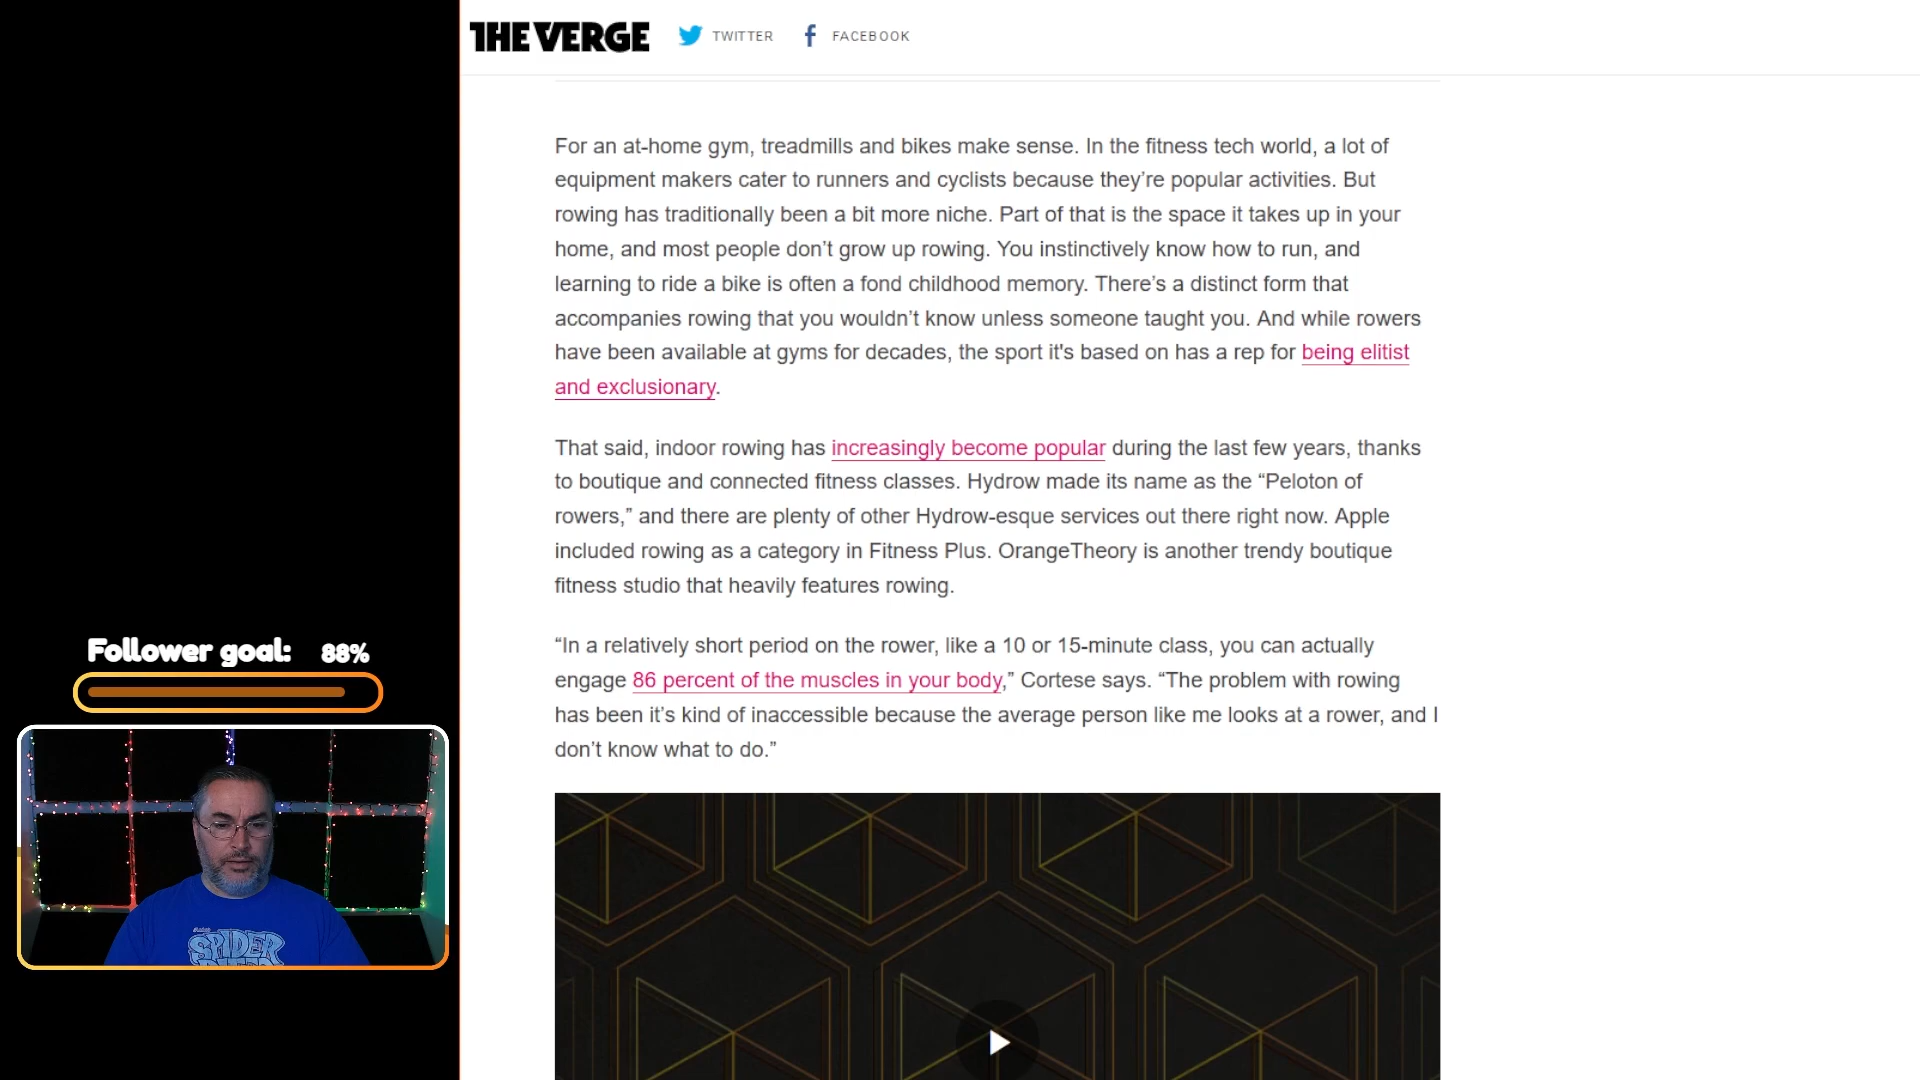 THE VERGE
TWITTER
FACEBOOK
For an at-home gym, treadmills and bikes make sense. In the fitness tech world, a lot of
equipment makers cater to runners and cyclists because they’re popular activities. But
rowing has traditionally been a bit more niche. Part of that is the space it takes up in your
home, and most people don’t grow up rowing. You instinctively know how to run, and
learning to ride a bike is often a fond childhood memory. There’s a distinct form that
accompanies rowing that you wouldn’t know unless someone taught you. And while rowers
have been available at gyms for decades, the sport it's based on has a rep for being elitist
and exclusionary.
That said, indoor rowing has increasingly become popular during the last few years, thanks
to boutique and connected fitness classes. Hydrow made its name as the “Peloton of
rowers,” and there are plenty of other Hydrow-esque services out there right now. Apple
included rowing as a category in Fitness Plus. OrangeTheory is another trendy boutique
fitness studio that heavily features rowing.
“In a relatively short period on the rower, like a 10 or 15-minute class, you can actually
engage 86 percent of the muscles in your body,” Cortese says. “The problem with rowing
has been it’s kind of inaccessible because the average person like me looks at a rower, and I
don’t know what to do.”
Follower goal: 88%
SPIDER